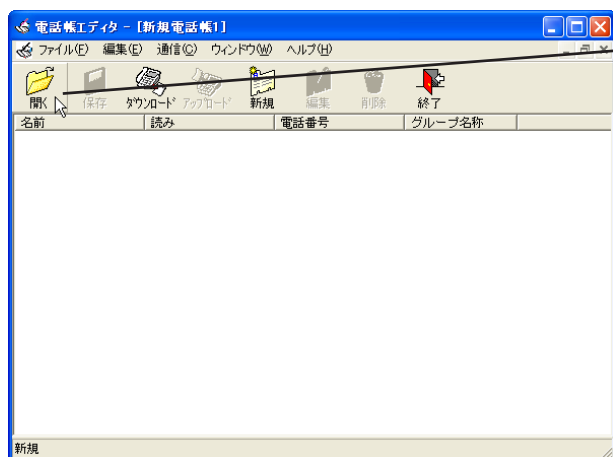 電話帳エディタ - [新規電話帳1]
ファイル(F) 編集(E) 通信(C) ウィンドウ(W) ヘルプ(H)
開く 保存 ダウンロード アップロード 新規 編集 削除 終了
名前 読み 電話番号 グループ名称
新規